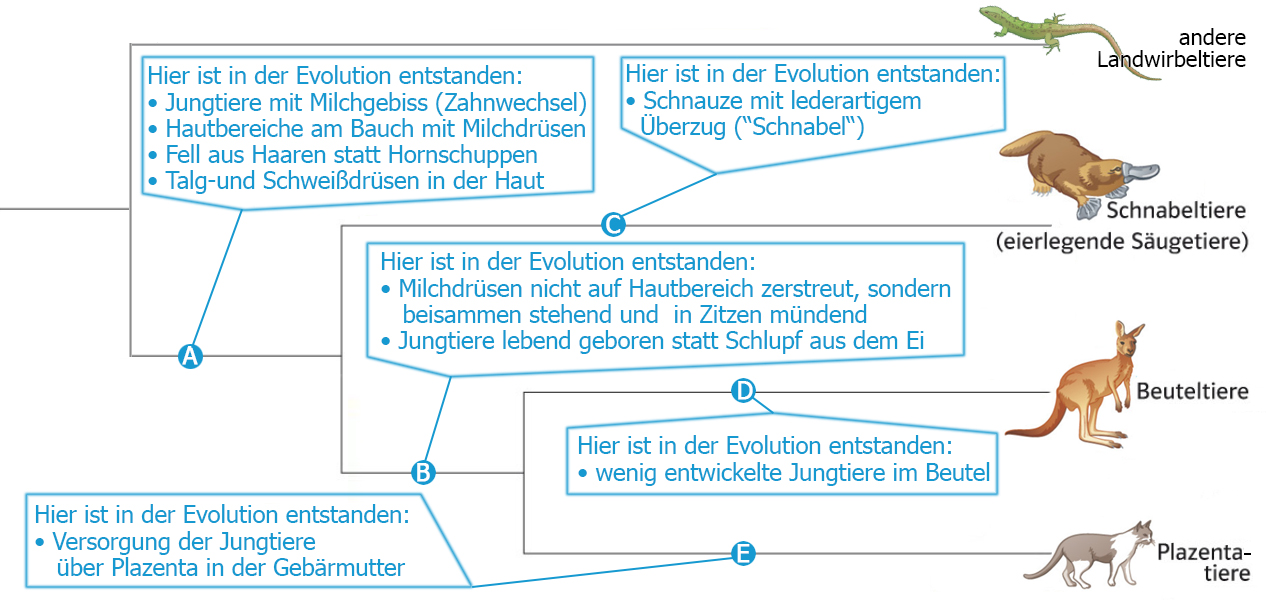 andere
Landwirbeltiere
Hier ist in der Evolution entstanden:
• Jungtiere mit Milchgebiss (Zahnwechsel)
• Hautbereiche am Bauch mit Milchdrüsen
• Fell aus Haaren statt Hornschuppen
• Talg-und Schweißdrüsen in der Haut
Hier ist in der Evolution entstanden:
• Schnauze mit lederartigem
Überzug (“Schnabel“)
Schnabeltiere
(eierlegende Säugetiere)
C
Hier ist in der Evolution entstanden:
• Milchdrüsen nicht auf Hautbereich zerstreut, sondern
beisammen stehend und in Zitzen mündend
• Jungtiere lebend geboren statt Schlupf aus dem Ei
A
D
Beuteltiere
Hier ist in der Evolution entstanden:
• wenig entwickelte Jungtiere im Beutel
B
Hier ist in der Evolution entstanden:
• Versorgung der Jungtiere
über Plazenta in der Gebärmutter
E
Plazenta-
tiere